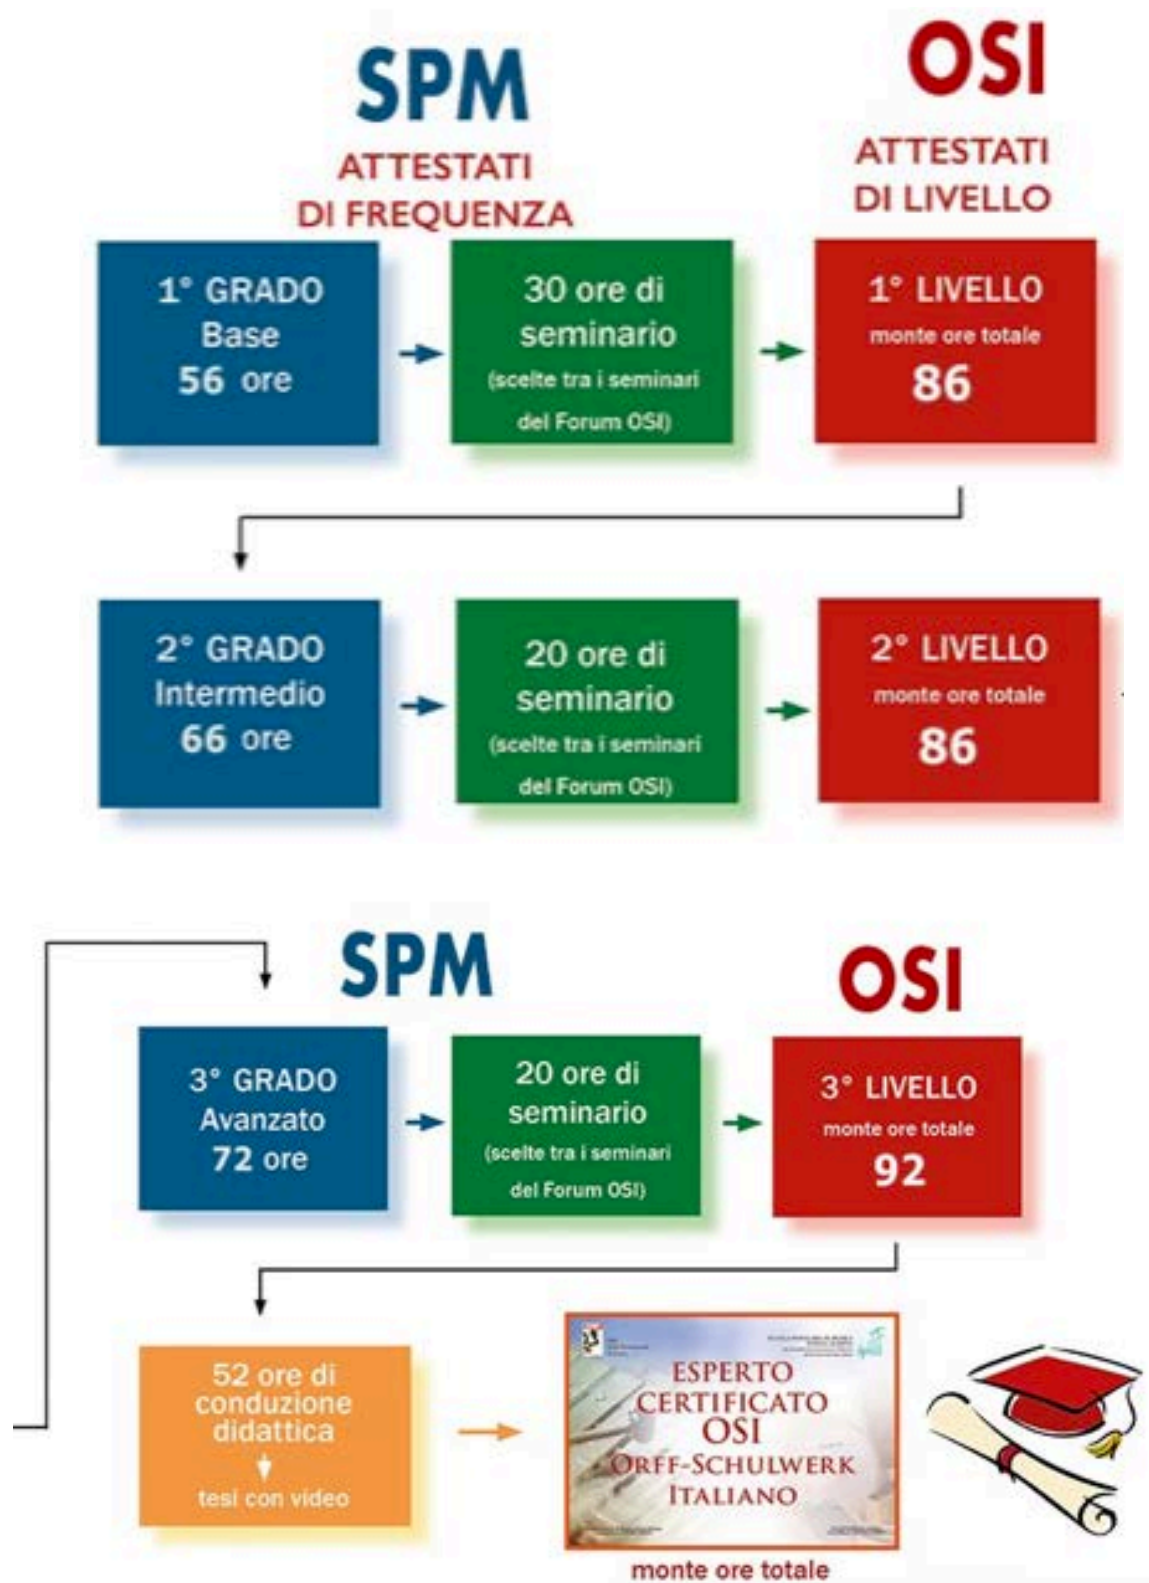 SPM
ATTESTATI
DI FREQUENZA
OSI
ATTESTATI
DI LIVELLO
1° GRADO
Base
56 ore
30 ore di
seminario
(scelte tra i seminari
del Forum OSI)
1° LIVELLO
monte ore totale
86
2° GRADO
Intermedio
66 ore
20 ore di
seminario
(scelte tra i seminari
del Forum OSI)
2° LIVELLO
monte ore totale
86
SPM
OSI
3° GRADO
Avanzato
72 ore
20 ore di
seminario
(scelte tra i seminari
del Forum OSI)
3° LIVELLO
monte ore totale
92
52 ore di
conduzione
didattica
tesi con video
ESPERTO
CERTIFICATO
OSI
ORFF-SCHULWERK
ITALIANO
monte ore totale